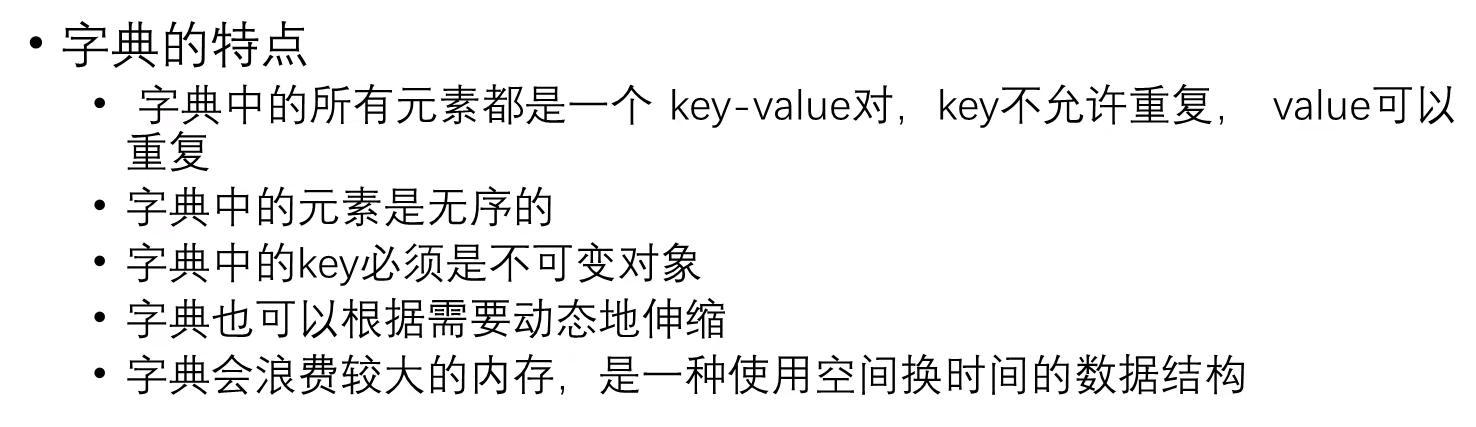 • 字典的特点
• 字典中的所有元素都是一个 key-value对，key不允许重复， value可以
重复
• 字典中的元素是无序的
• 字典中的key必须是不可变对象
• 字典也可以根据需要动态地伸缩
• 字典会浪费较大的内存，是一种使用空间换时间的数据结构